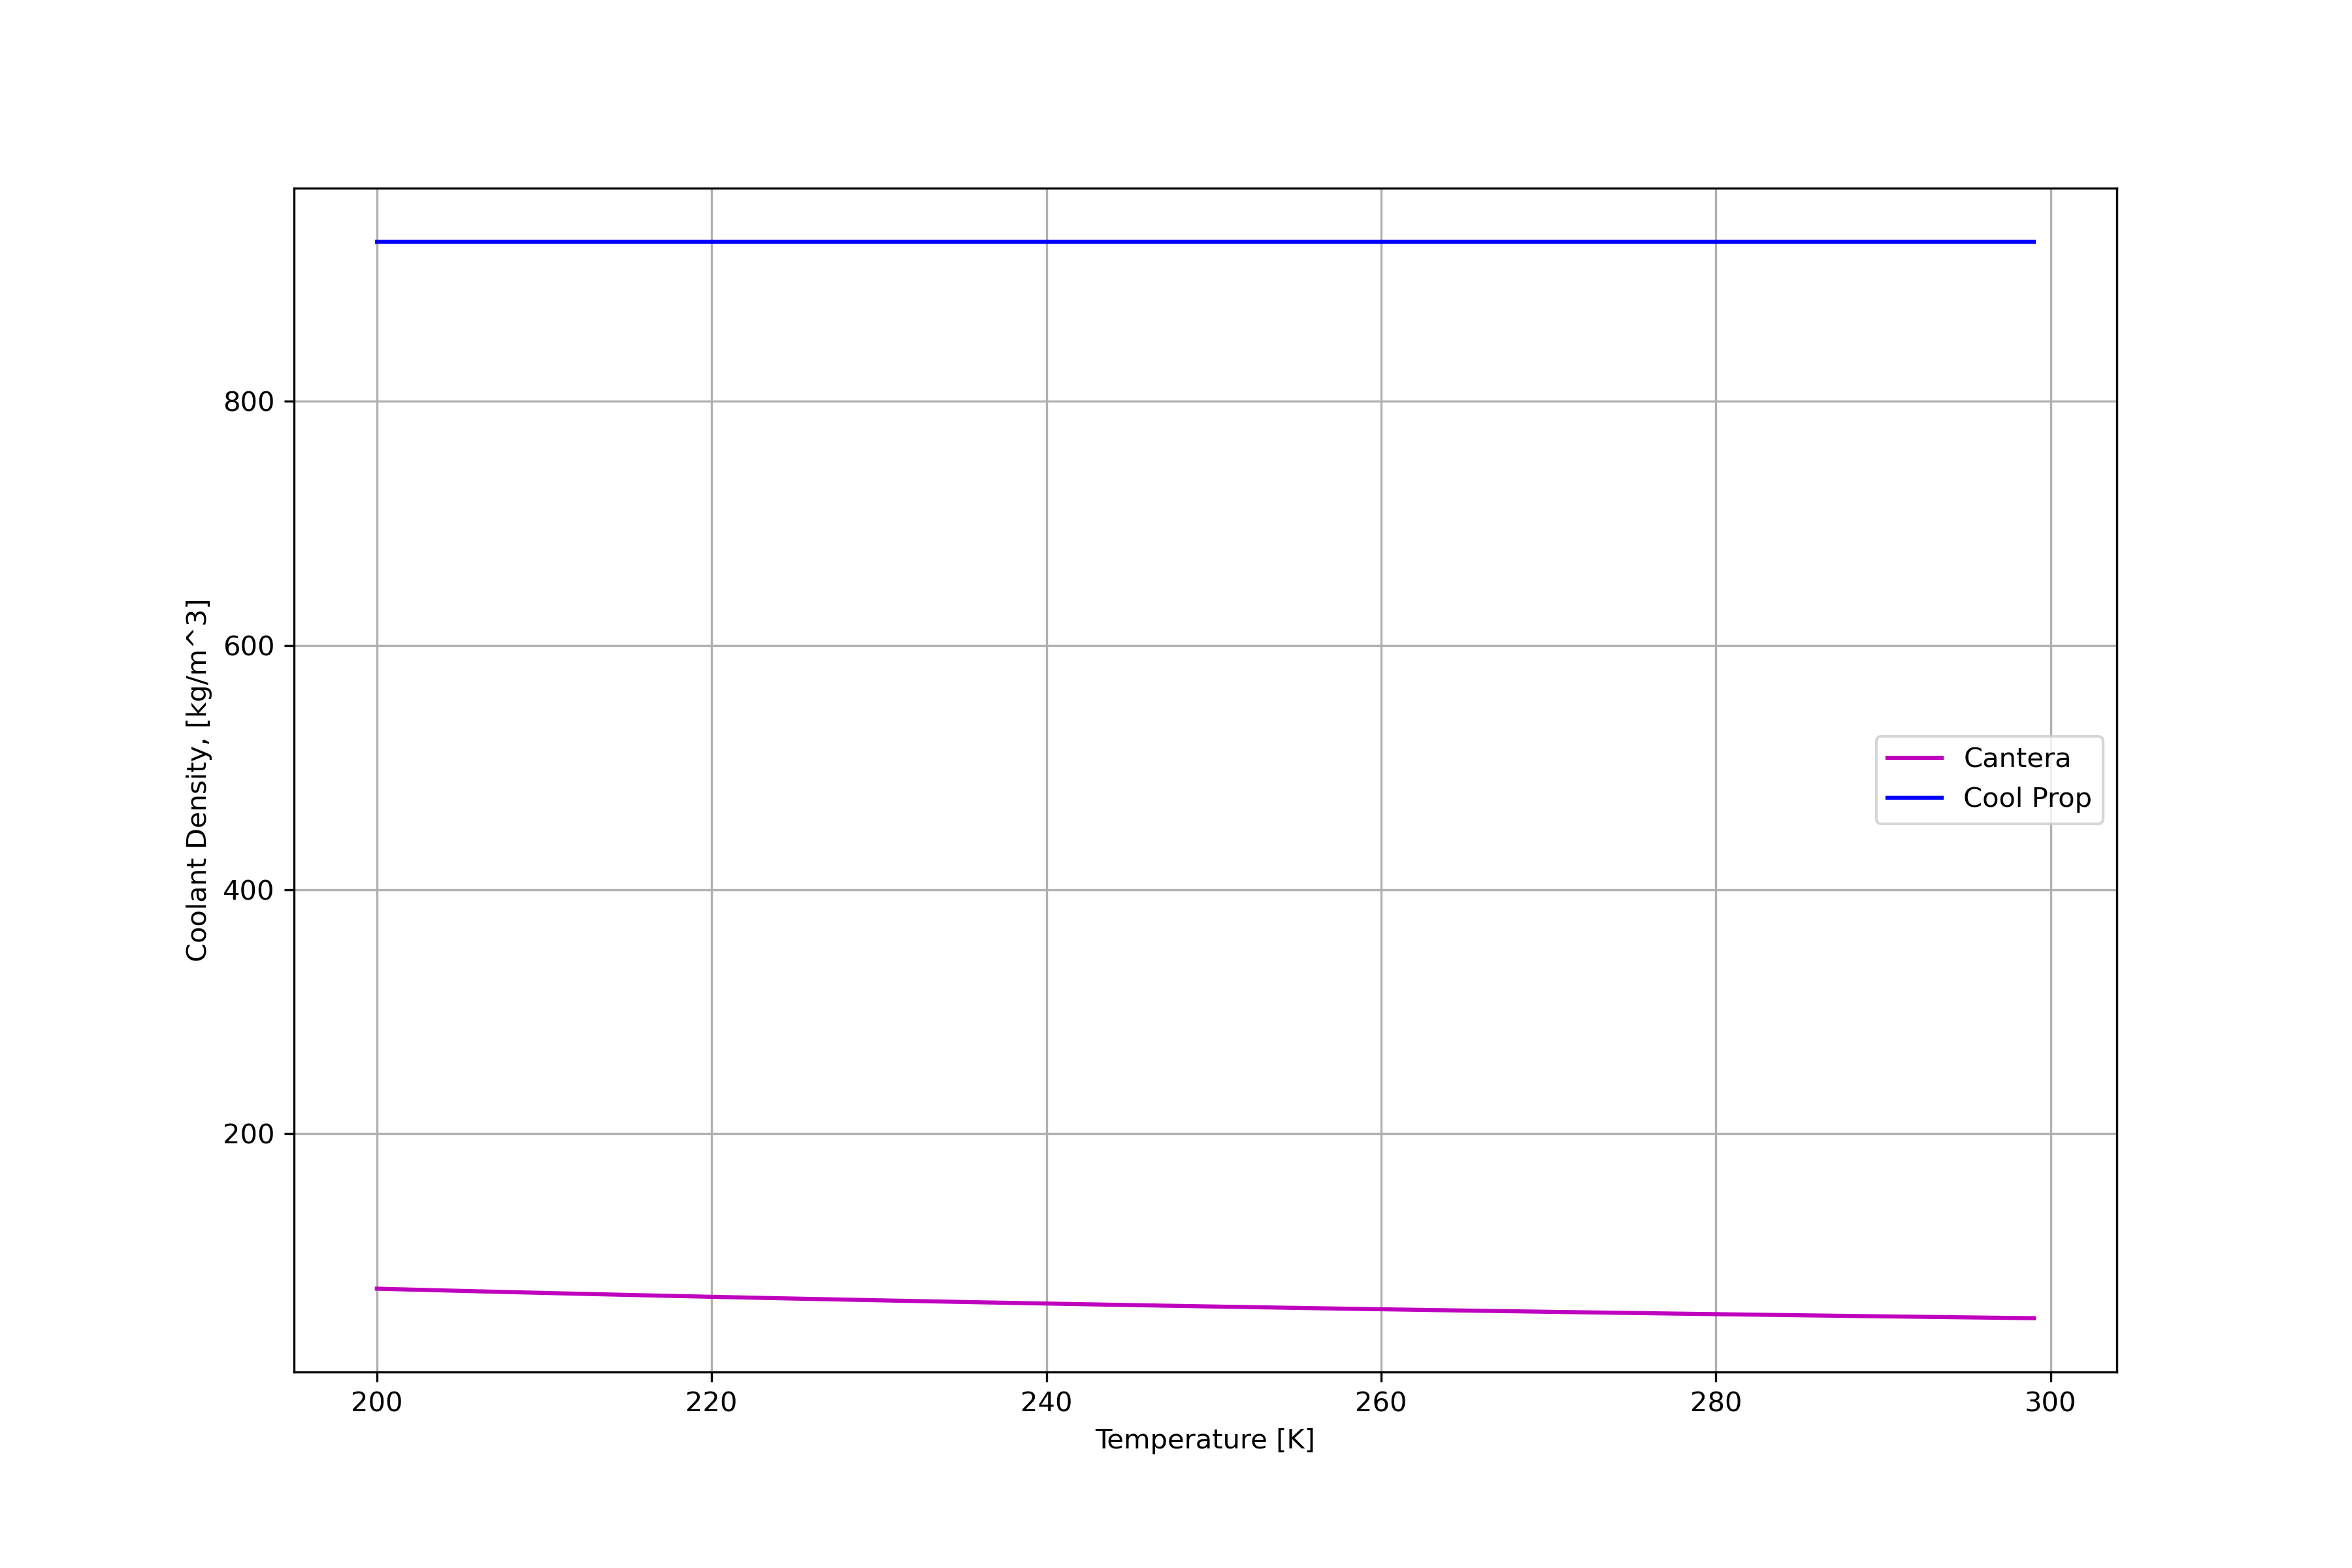 800
600
400
200
Coolant Density, [kg/m^3]
Cantera
Cool Prop
200 220 240 260 280 300
Temperature [K]